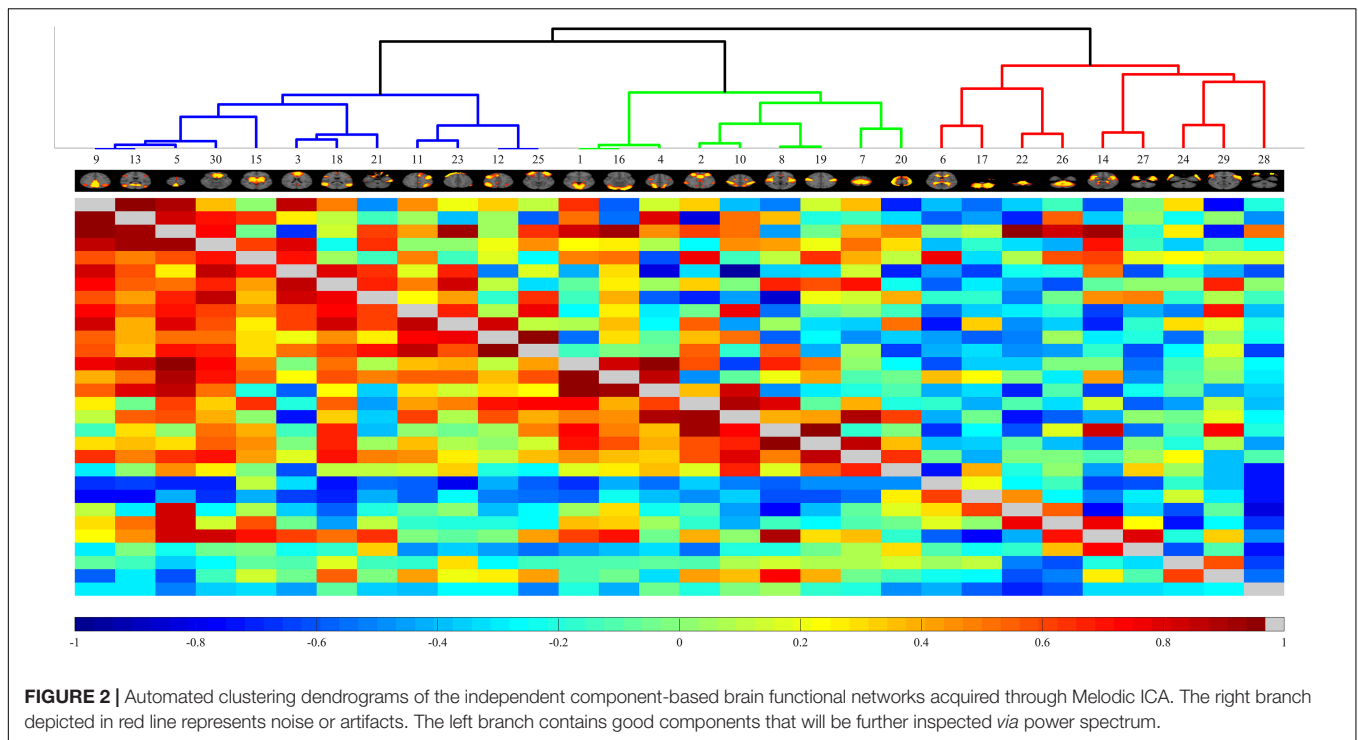 9 13 5 30 15 3 18 21 11 23 12 25 1 16 4 2 10 8 19 7 20 6 17 22 26 14 27 24 29 28
-1 -0.8 -0.6 -0.4 -0.2 0 0.2 0.4 0.6 0.8 1
FIGURE 2 | Automated clustering dendrograms of the independent component-based brain functional networks acquired through Melodic ICA. The right branch
depicted in red line represents noise or artifacts. The left branch contains good components that will be further inspected via power spectrum.